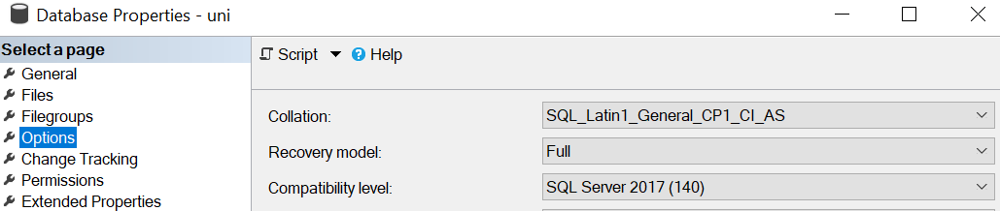 Database Properties - uni
Select a page
General
Files
Filegroups
Options
Change Tracking
Permissions
Extended Properties
Script Help
Collation: SQL_Latin1_General_CP1_CI_AS
Recovery model: Full
Compatibility level: SQL Server 2017 (140)